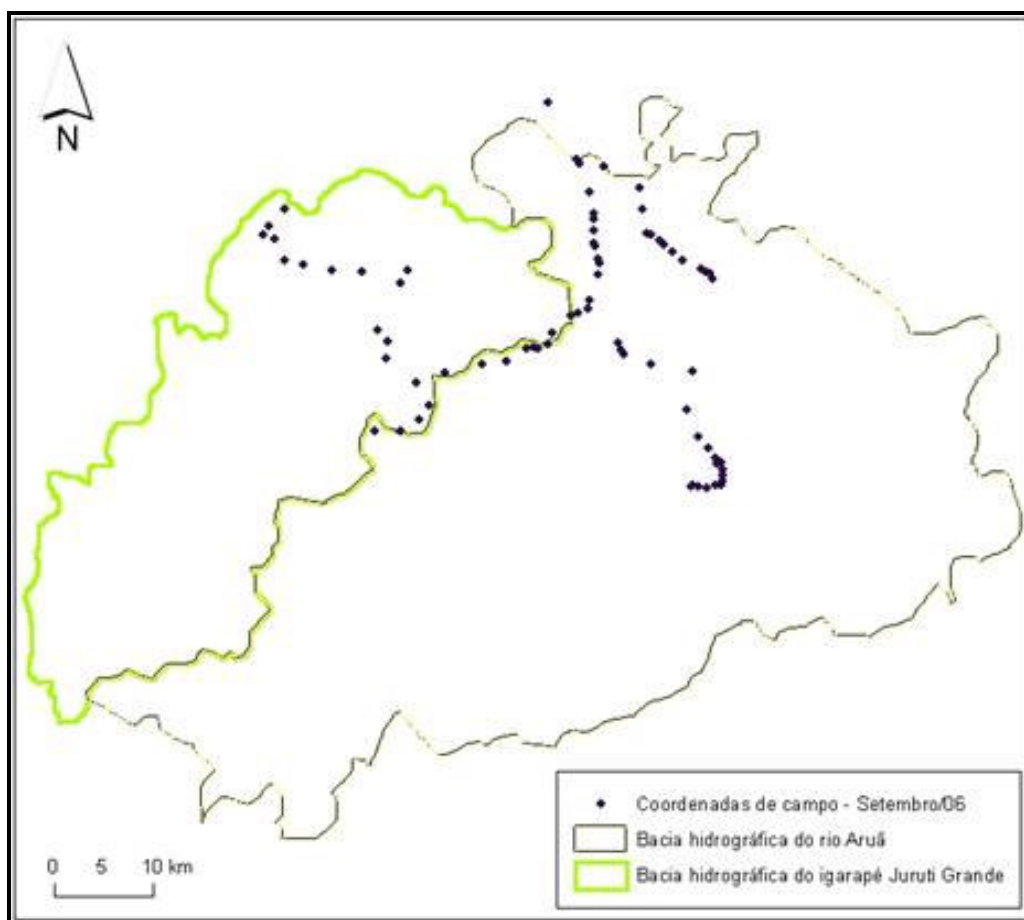 N
0 5 10 km
Coordenadas de campo - Setembro/06
Bacia hidrográfica do rio Aruã
Bacia hidrográfica do igarapé Juruti Grande